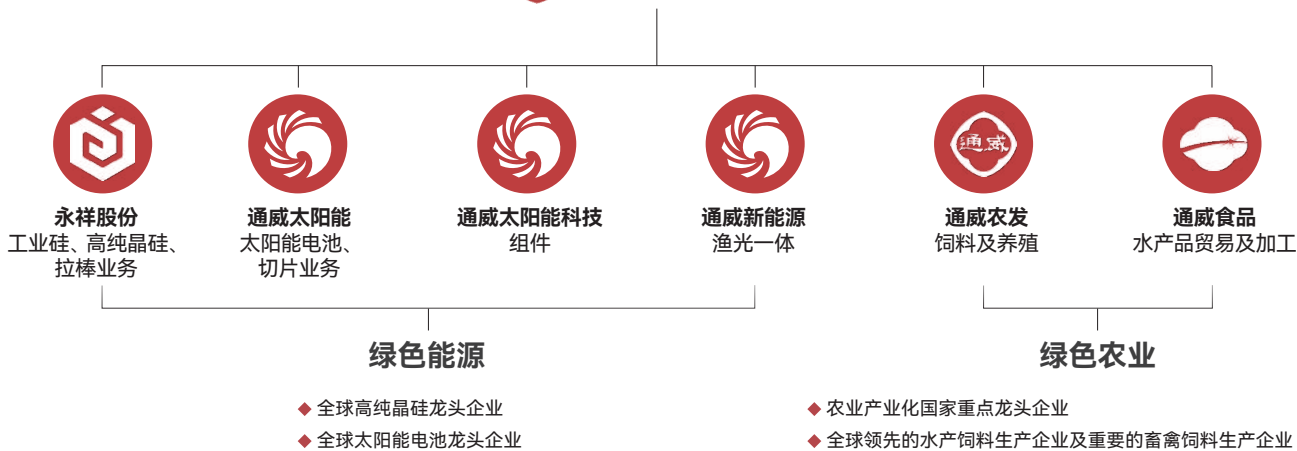 通威
永祥股份
工业硅、高纯晶硅、
拉棒业务
通威太阳能
太阳能电池、
切片业务
通威太阳能科技
组件
通威新能源
渔光一体
通威农发
饲料及养殖
通威食品
水产品贸易及加工
绿色能源
绿色农业
全球高纯晶硅龙头企业
全球太阳能电池龙头企业
农业产业化国家重点龙头企业
全球领先的水产饲料生产企业及重要的畜禽饲料生产企业